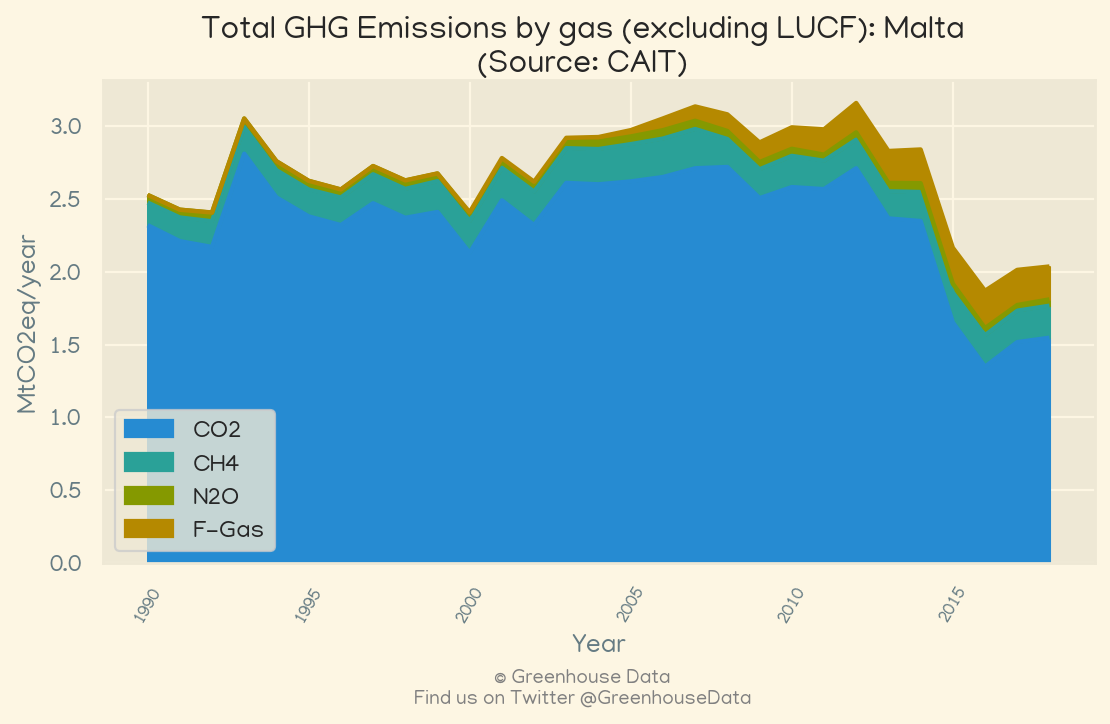 Total GHG Emissions by gas (excluding LUCF): Malta
(Source: CAIT)
MtCO2eq/year
3.0
2.5
2.0
1.5
1.0
0.5
0.0
CO2
CH4
N2O
F-Gas
1990
1995
2000
2005
2010
2015
Year
© Greenhouse Data
Find us on Twitter @GreenhouseData